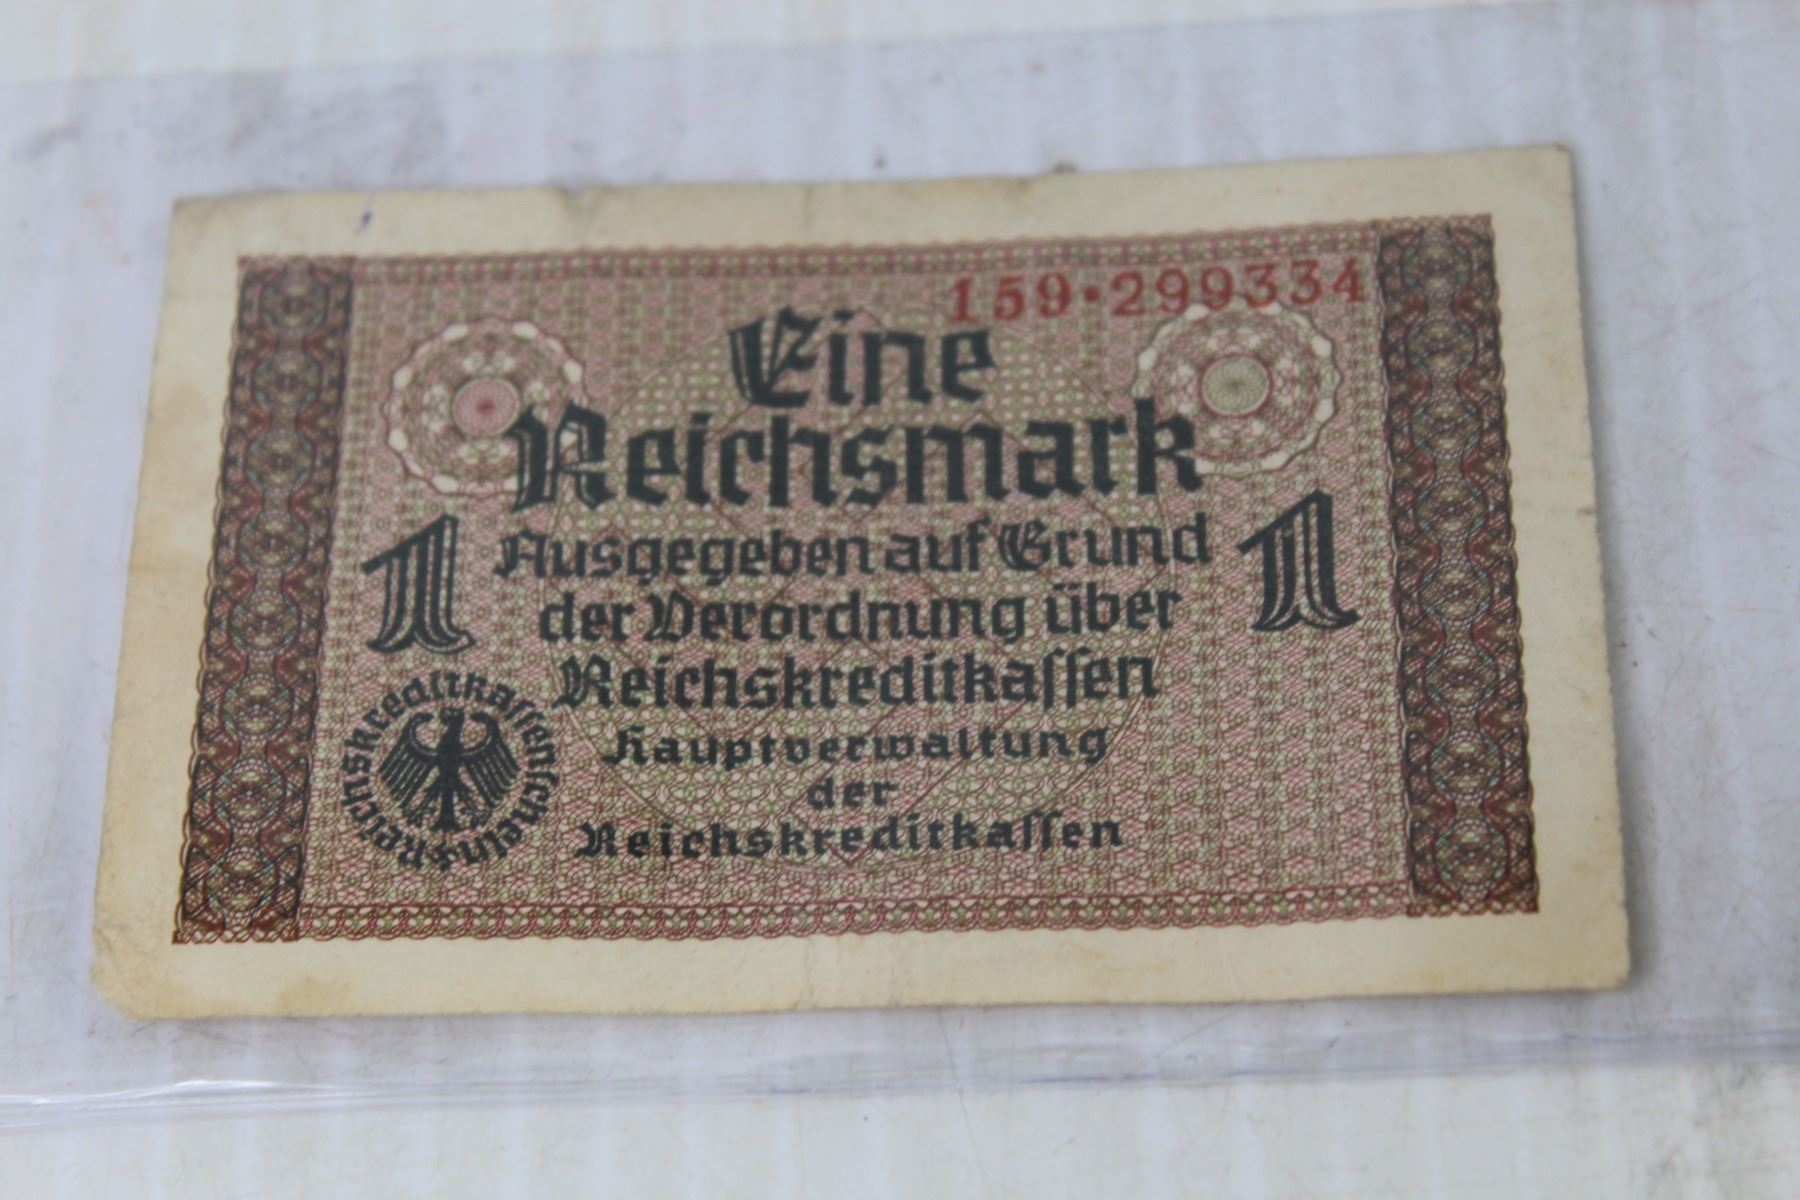 159·299334
Eine
Reichsmark
1
1
Ausgegeben auf Grund
der Verordnung über
Reichskreditkassen
Hauptverwaltung
der
Reichskreditkassen
Reichskreditkassenschein